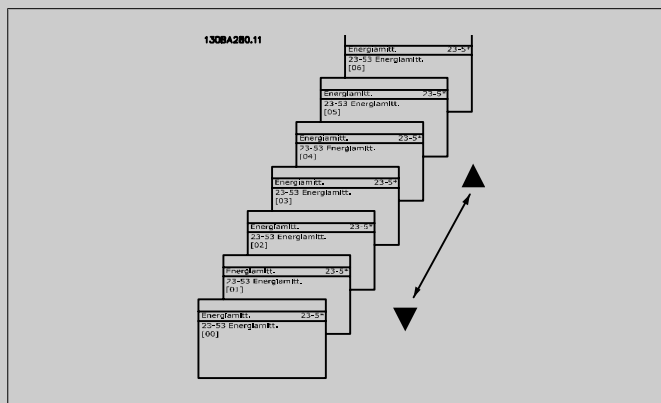 130BA280.11
Energiamitt. 23-5*
23-53 Energiamitt.
[06]
Energiamitt. 23-5*
23-53 Energiamitt.
[05]
Energiamitt. 23-5*
23-53 Energiamitt.
[04]
Energiamitt. 23-5*
23-53 Energiamitt.
[03]
Energiamitt. 23-5*
23-53 Energiamitt.
[02]
Energiamitt. 23-5*
23-53 Energiamitt.
[01]
Energiamitt. 23-5*
23-53 Energiamitt.
[00]